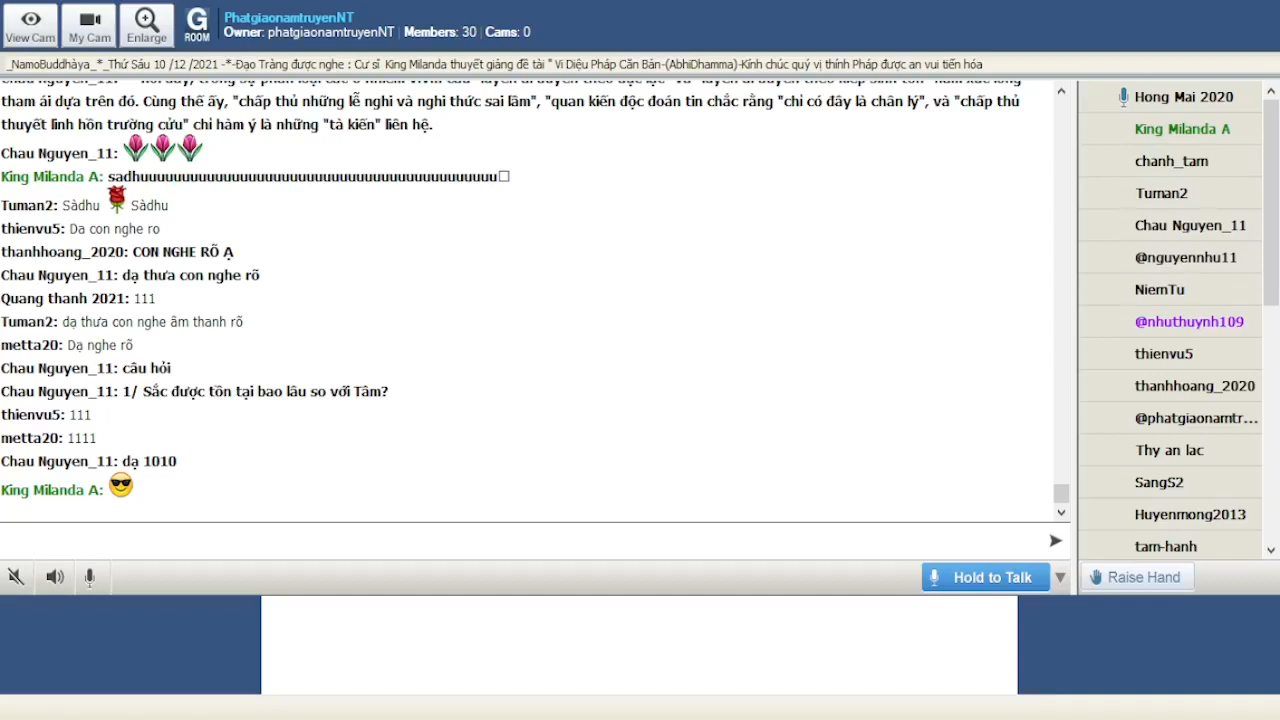 View Cam
My Cam
Enlarge
G
ROOM
PhatgiaonamtruyenNT
Owner: phatgiaonamtruyenNT | Members: 30 | Cams: 0
_NamoBuddhàya_*_Thứ Sáu 10 /12 /2021 -*-Đạo Tràng được nghe : Cư sĩ King Milanda thuyết giảng đề tài " Vi Diệu Pháp Căn Bản-(AbhiDhamma)-Kính chúc quý vị thính Pháp được an vui tiến hóa
tham ái dựa trên đó. Cùng thế ấy, "chấp thủ những lễ nghi và nghi thức sai lầm", "quan kiến độc đoán tin chắc rằng "chỉ có đây là chân lý", và "chấp thủ
thuyết linh hồn trường cửu" chỉ hàm ý là những "tà kiến" liên hệ.
Chau Nguyen_11:
King Milanda A: sadhuuuuuuuuuuuuuuuuuuuuuuuuuuuuuuuuuuuuuuuuuu□
Tuman2: Sàdhu Sàdhu
thienvu5: Da con nghe ro
thanhhoang_2020: CON NGHE RÕ Ạ
Chau Nguyen_11: dạ thưa con nghe rõ
Quang thanh 2021: 111
Tuman2: dạ thưa con nghe âm thanh rõ
metta20: Dạ nghe rõ
Chau Nguyen_11: câu hỏi
Chau Nguyen_11: 1/ Sắc được tồn tại bao lâu so với Tâm?
thienvu5: 111
metta20: 1111
Chau Nguyen_11: dạ 1010
King Milanda A:
Hold to Talk
Hong Mai 2020
King Milanda A
chanh_tam
Tuman2
Chau Nguyen_11
@nguyennhu11
NiemTu
@nhuthuynh109
thienvu5
thanhhoang_2020
@phatgiaonamtr...
Thy an lac
SangS2
Huyenmong2013
tam-hanh
Raise Hand